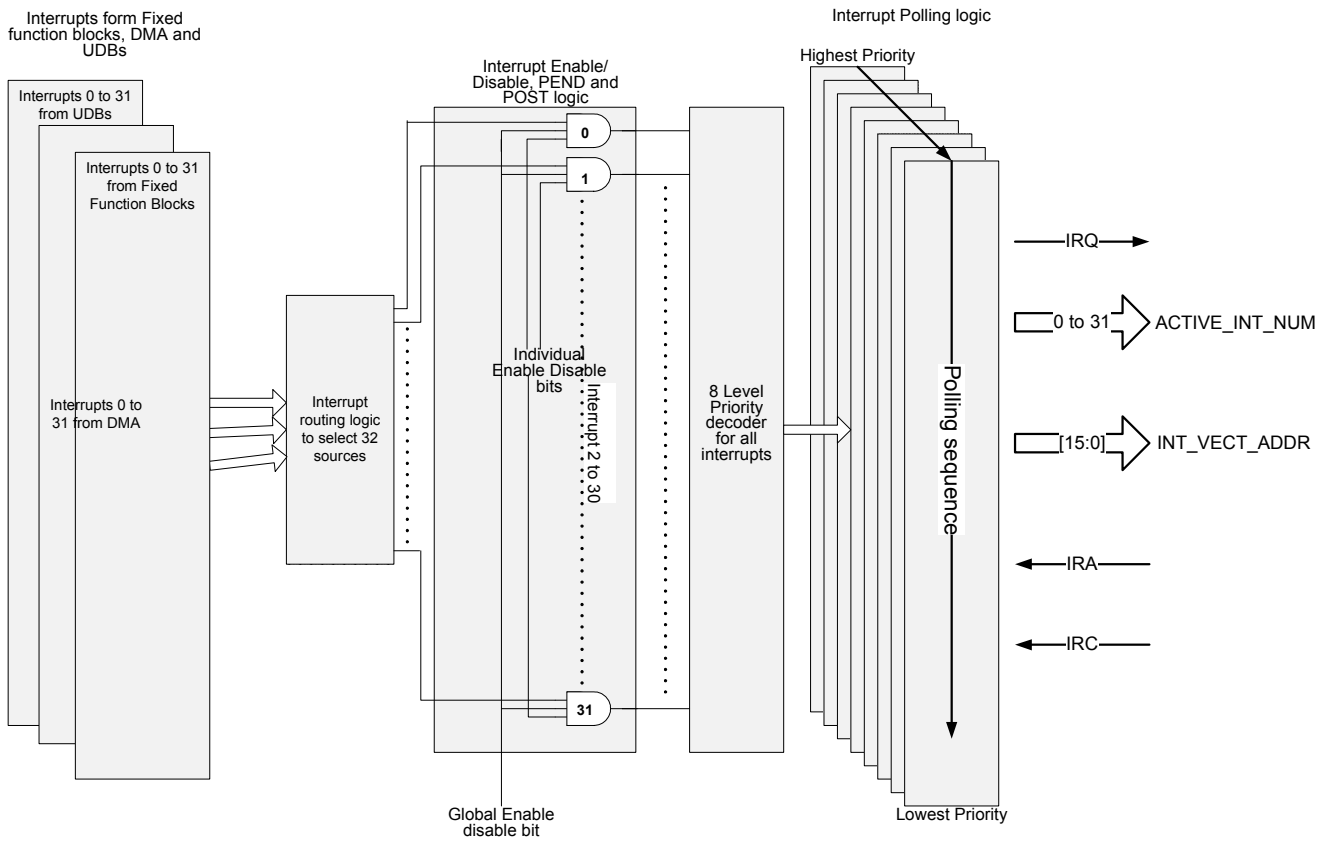 Interrupts form Fixed
function blocks, DMA and
UDBs
Interrupts 0 to 31
from UDBs
Interrupts 0 to 31
from Fixed
Function Blocks
Interrupts 0 to
31 from DMA
Interrupt
routing logic
to select 32
sources
Interrupt Enable/
Disable, PEND and
POST logic
0
1
Individual
Enable Disable
bits
Interrupt 2 to 30
31
Global Enable
disable bit
8 Level
Priority
decoder
for all
interrupts
Interrupt Polling logic
Highest Priority
Polling sequence
Lowest Priority
IRQ
0 to 31
ACTIVE_INT_NUM
[15:0]
INT_VECT_ADDR
IRA
IRC